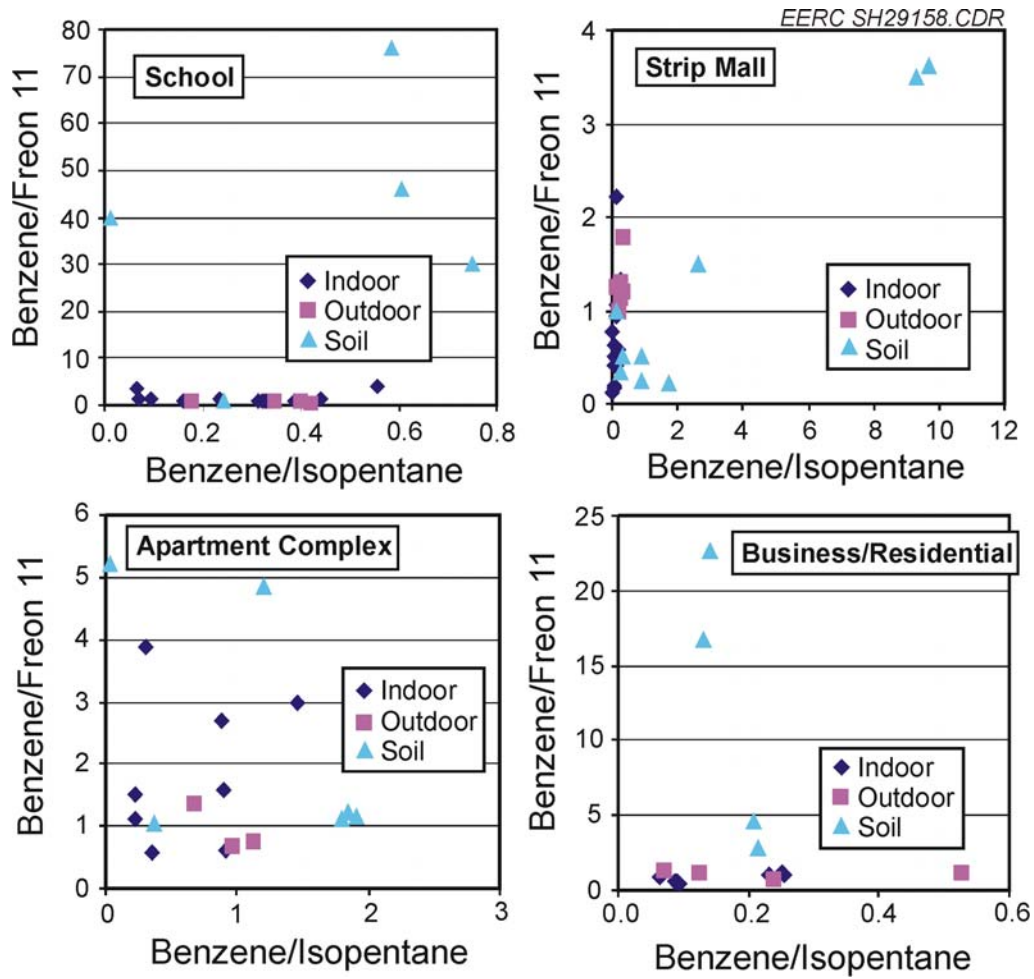 EERC SH29158.CDR
Benzene/Freon 11
80
70
60
50
40
30
20
10
0
School
Indoor
Outdoor
Soil
0.0 0.2 0.4 0.6 0.8
Benzene/Isopentane
Benzene/Freon 11
4
3
2
1
0
Strip Mall
Indoor
Outdoor
Soil
0 2 4 6 8 10 12
Benzene/Isopentane
Benzene/Freon 11
6
5
4
3
2
1
0
Apartment Complex
Indoor
Outdoor
Soil
0 1 2 3
Benzene/Isopentane
Benzene/Freon 11
25
20
15
10
5
0
Business/Residential
Indoor
Outdoor
Soil
0.0 0.2 0.4 0.6
Benzene/Isopentane